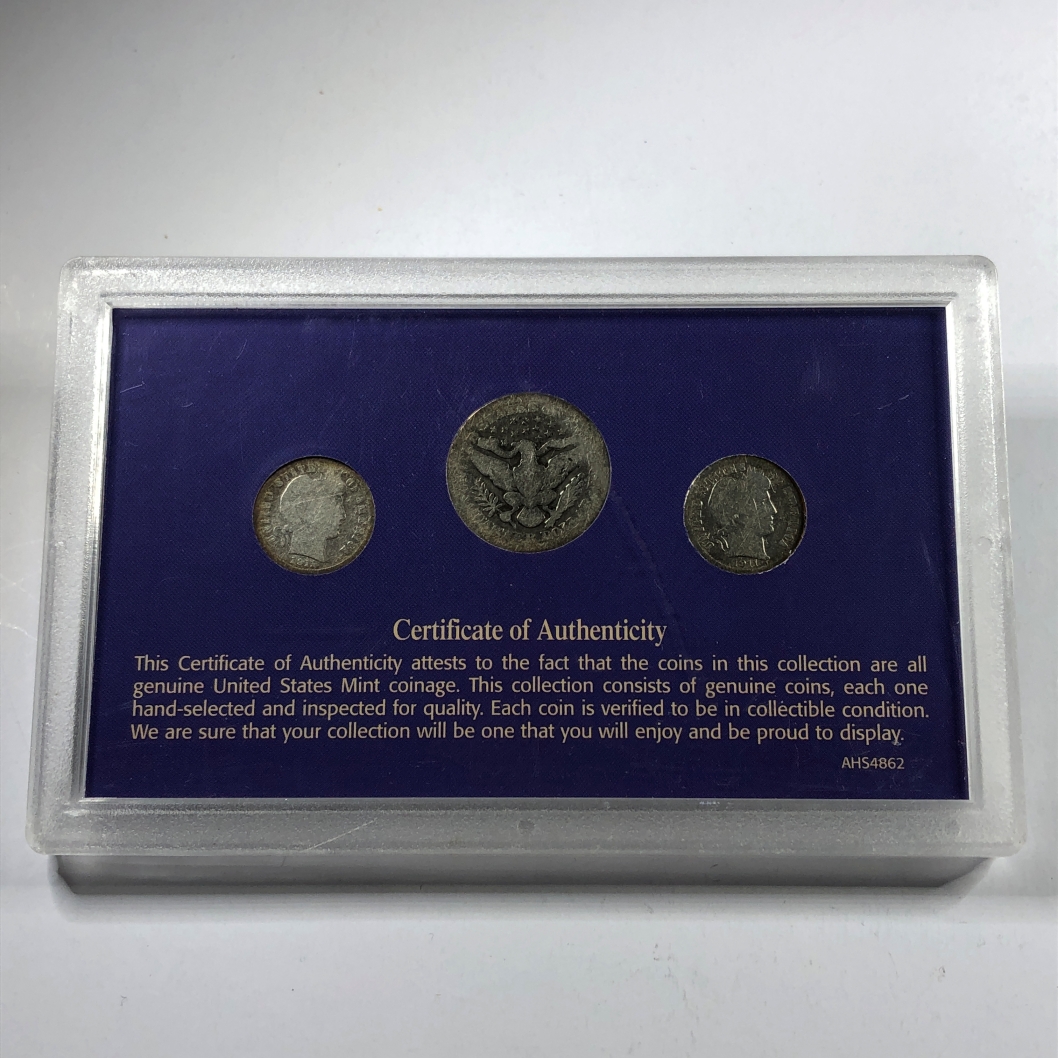 Certificate of Authenticity
This Certificate of Authenticity attests to the fact that the coins in this collection are all
genuine United States Mint coinage. This collection consists of genuine coins, each one
hand-selected and inspected for quality. Each coin is verified to be in collectible condition.
We are sure that your collection will be one that you will enjoy and be proud to display.
AHS4862